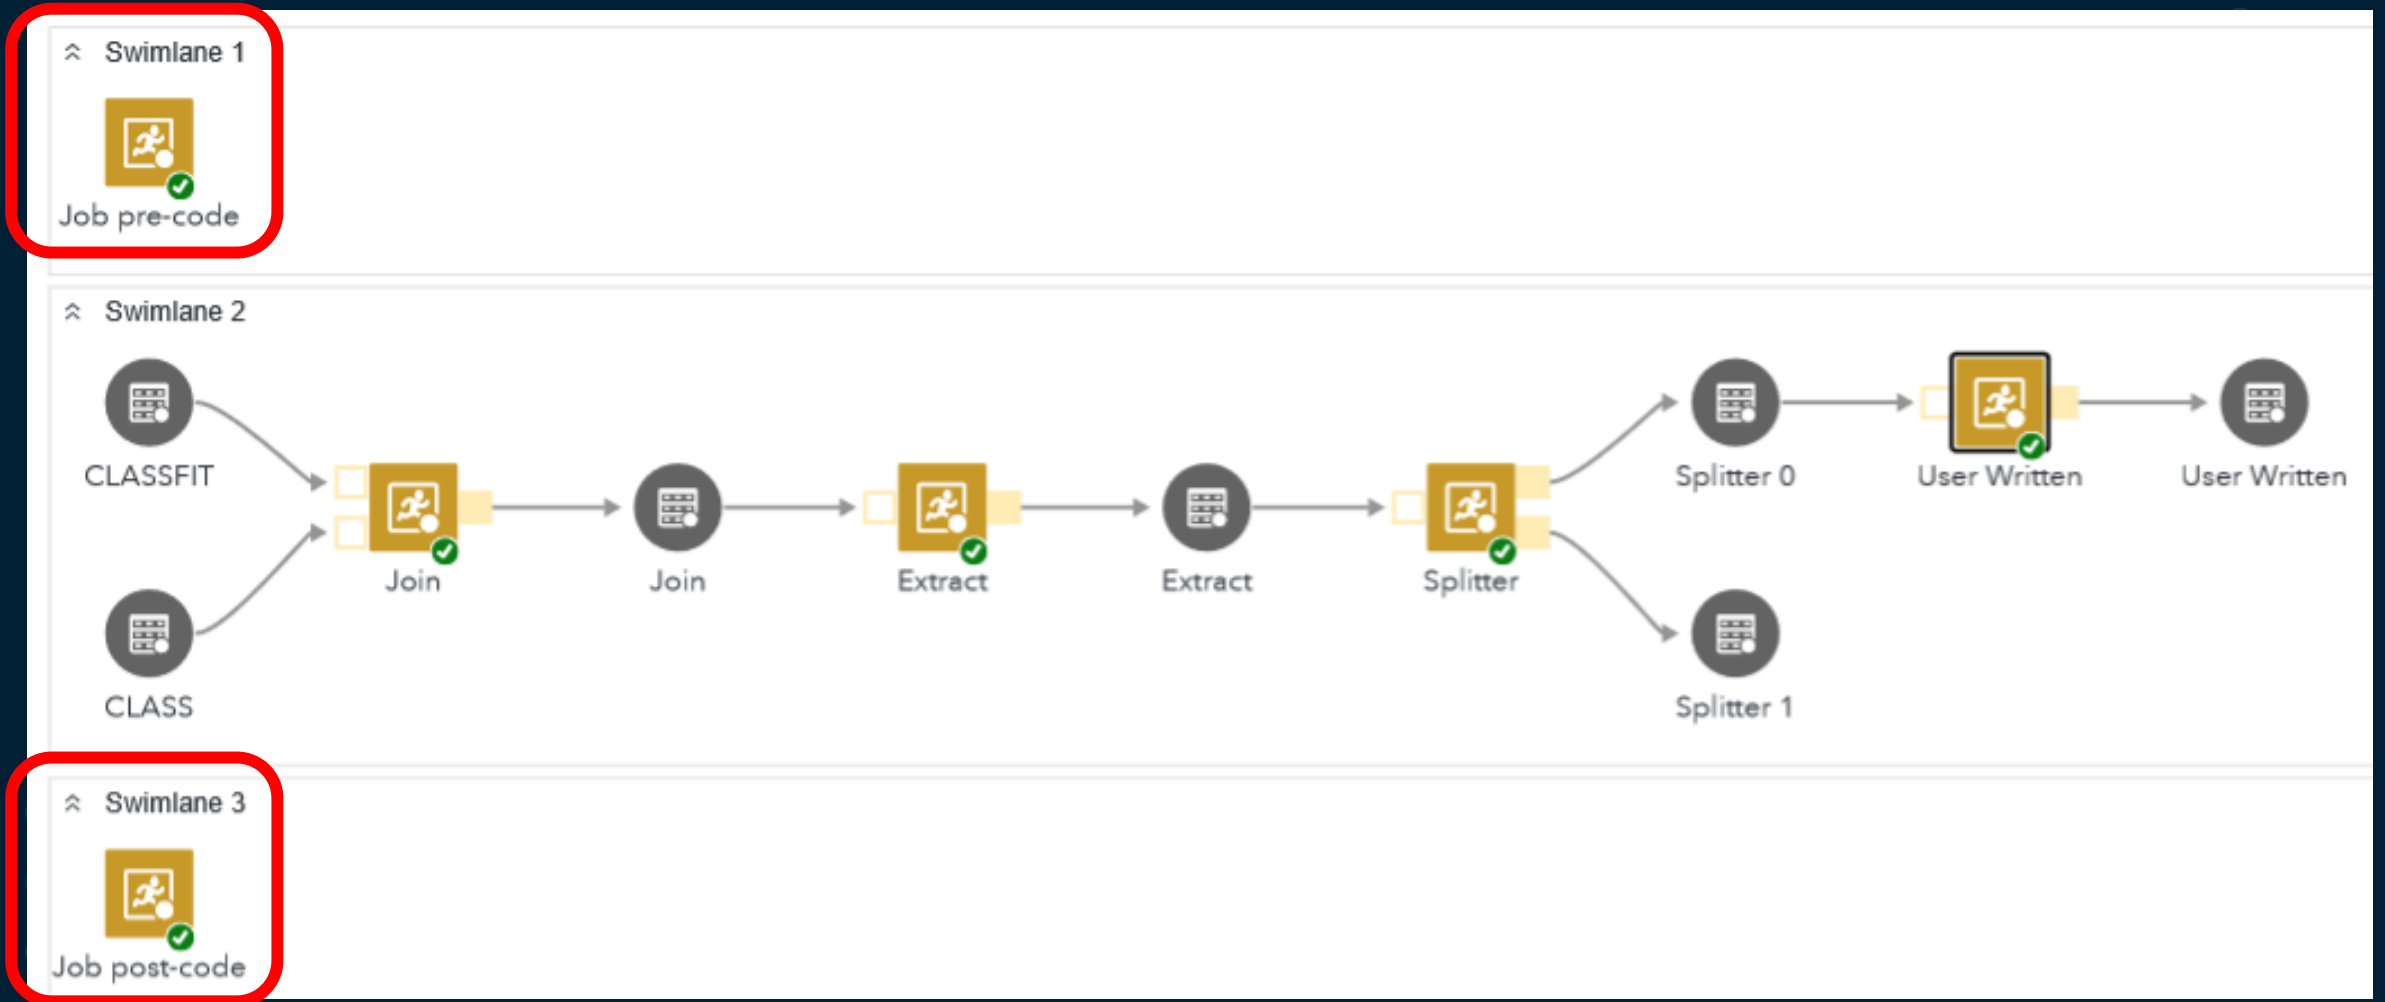 Swimlane 1
Job pre-code
Swimlane 2
CLASSFIT
CLASS
Join
Join
Extract
Extract
Splitter
Splitter 0
User Written
User Written
Splitter 1
Swimlane 3
Job post-code